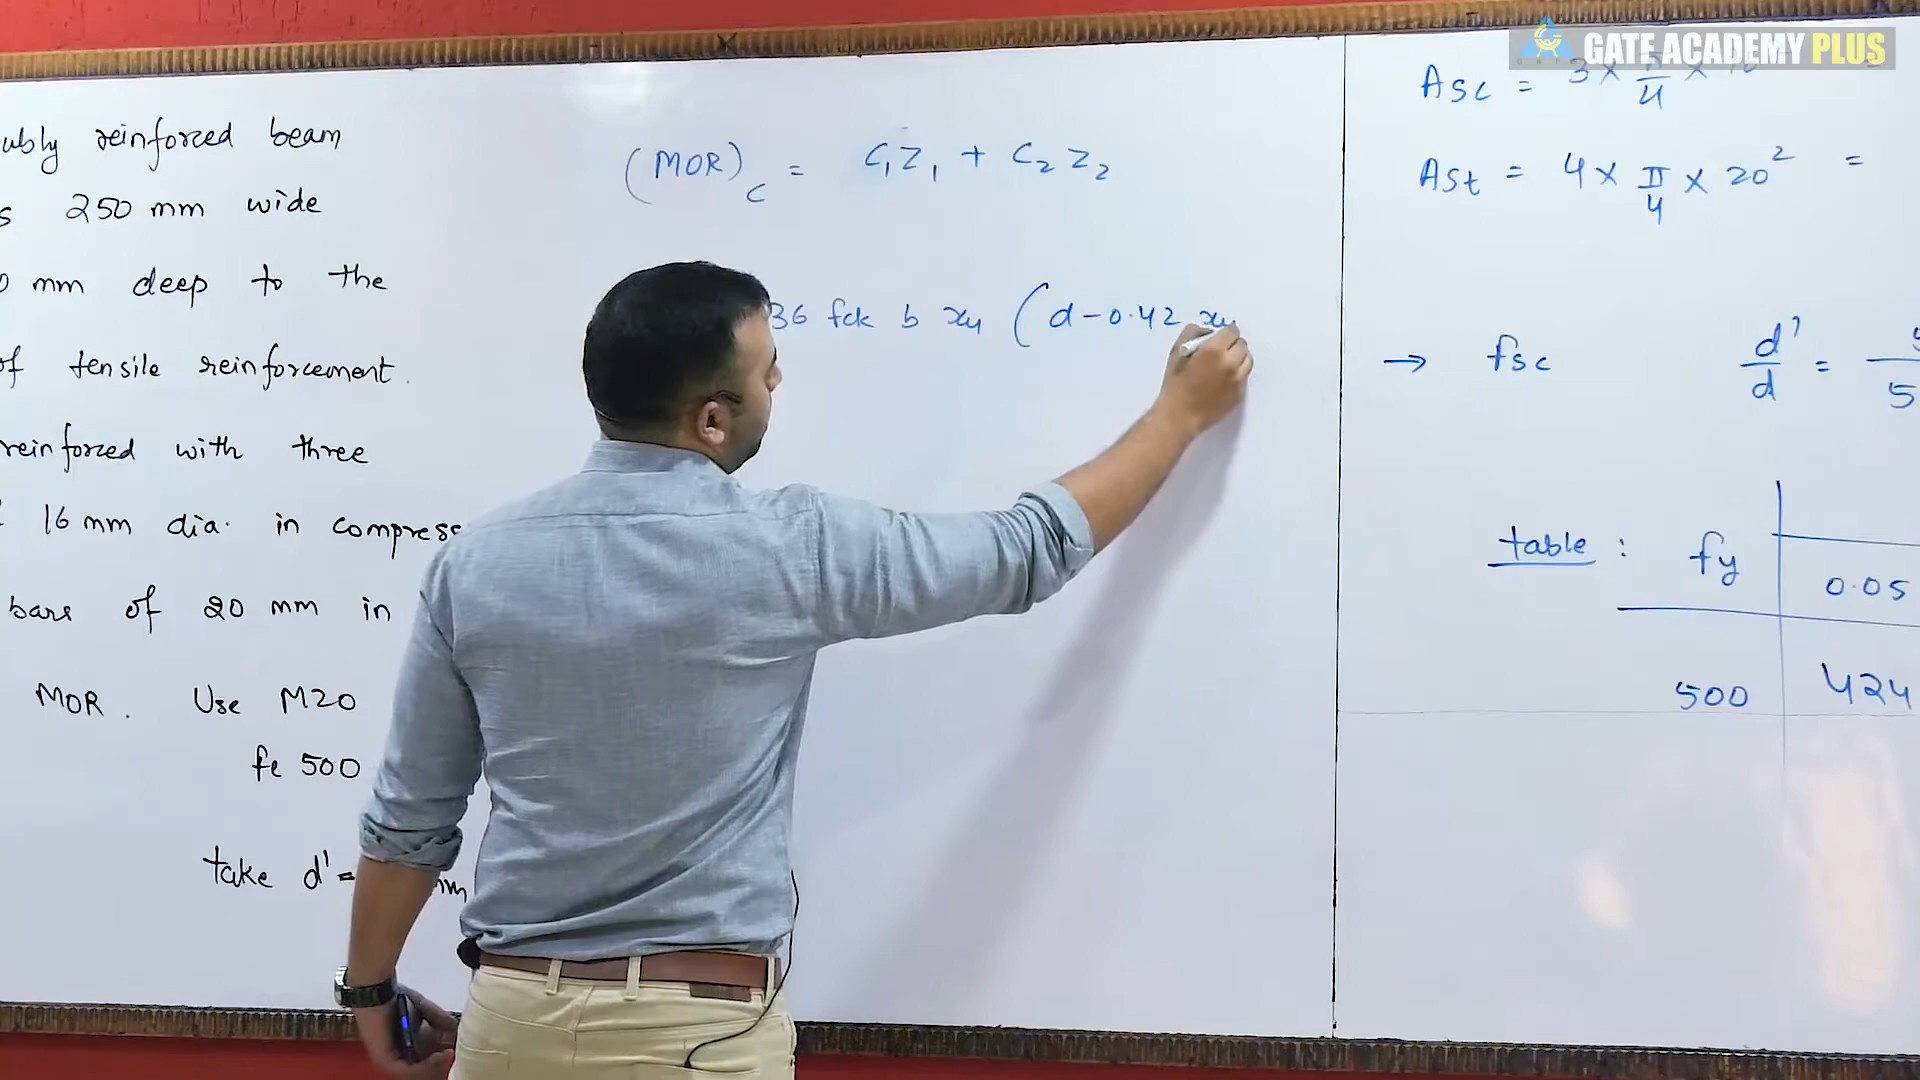 GATE ACADEMY PLUS
reinforced beam
250 mm wide
mm deep to the
of tensile reinforcement.
reinforced with three
16 mm dia. in compress
bars of 20 mm in
MOR. Use M20
fe 500
take d' =
(MOR)c = C1Z1 + C2Z2
36 fck b xu (d-0.42 xu
Asc = 3 × π/4 ×
Ast = 4 × π/4 × 20² =
→ fsc d'/d =
table : fy 0.05
500 424